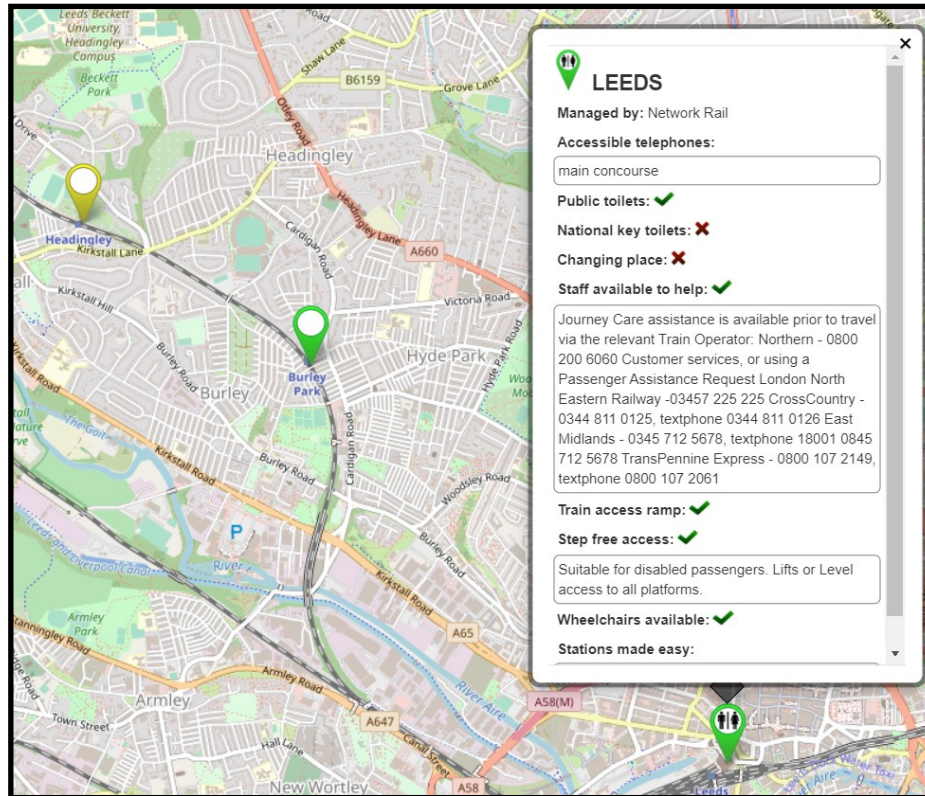 Leeds Beckett
University,
Headingley
Campus
Beckett
Park
Shaw Lane
B6159
Grove Lane
Otley Road
Headingley
Drive
Headingley
Kirkstall Lane
Cardigan Road
Headingley Lane
A660
Kirkstall Hill
Victoria Road
Hyde Park
Hyde Park Road
Burley Road
Burley
Burley
Park
Kirkstall Road
The Goit
Kirkstall Road
Burley Road
Cardigan Road
Woodsley Road
Burley Road
P
Leeds and Liverpool Canal
River
Kirkstall Road
Armley
Park
Stanningley Road
A65
Armley Road
River Aire
Armley
A647
Town Street
Canal Street
Hall Lane
New Wortley
A58
A58(M)
Leeds
×
LEEDS
Managed by: Network Rail
Accessible telephones:
main concourse
Public toilets:
National key toilets:
Changing place:
Staff available to help:
Journey Care assistance is available prior to travel
via the relevant Train Operator: Northern - 0800
200 6060 Customer services, or using a
Passenger Assistance Request London North
Eastern Railway -03457 225 225 CrossCountry -
0344 811 0125, textphone 0344 811 0126 East
Midlands - 0345 712 5678, textphone 18001 0845
712 5678 TransPennine Express - 0800 107 2149,
textphone 0800 107 2061
Train access ramp:
Step free access:
Suitable for disabled passengers. Lifts or Level
access to all platforms.
Wheelchairs available:
Stations made easy: